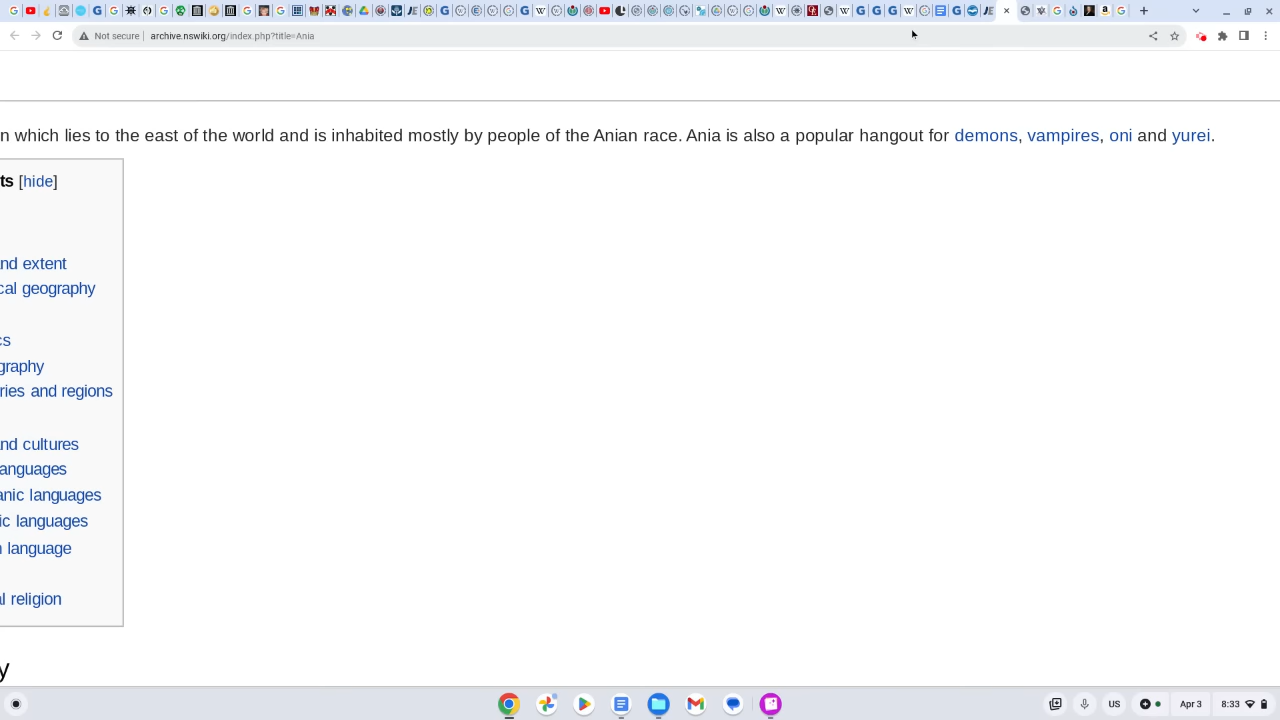 Not secure
archive.nswiki.org/index.php?title=Ania
n which lies to the east of the world and is inhabited mostly by people of the Anian race. Ania is also a popular hangout for demons, vampires, oni and yurei.
ts [hide]
nd extent
cal geography
cs
graphy
ries and regions
nd cultures
anguages
anic languages
ic languages
n language
al religion
y
US
Apr 3
8:33